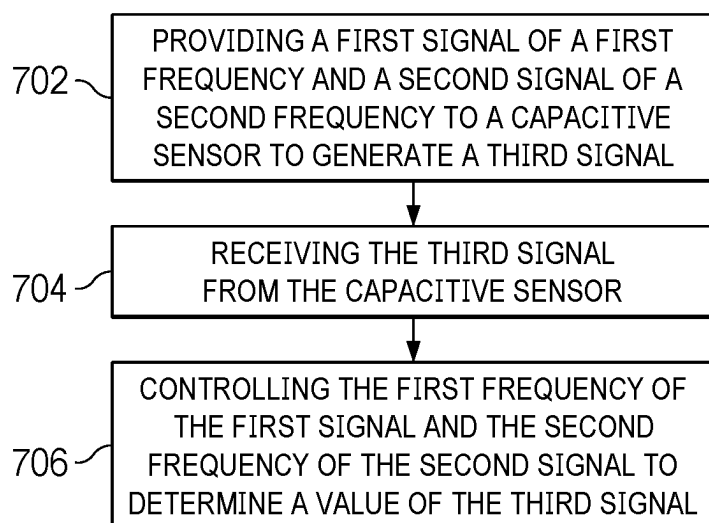 702
PROVIDING A FIRST SIGNAL OF A FIRST
FREQUENCY AND A SECOND SIGNAL OF A
SECOND FREQUENCY TO A CAPACITIVE
SENSOR TO GENERATE A THIRD SIGNAL
704
RECEIVING THE THIRD SIGNAL
FROM THE CAPACITIVE SENSOR
706
CONTROLLING THE FIRST FREQUENCY OF
THE FIRST SIGNAL AND THE SECOND
FREQUENCY OF THE SECOND SIGNAL TO
DETERMINE A VALUE OF THE THIRD SIGNAL